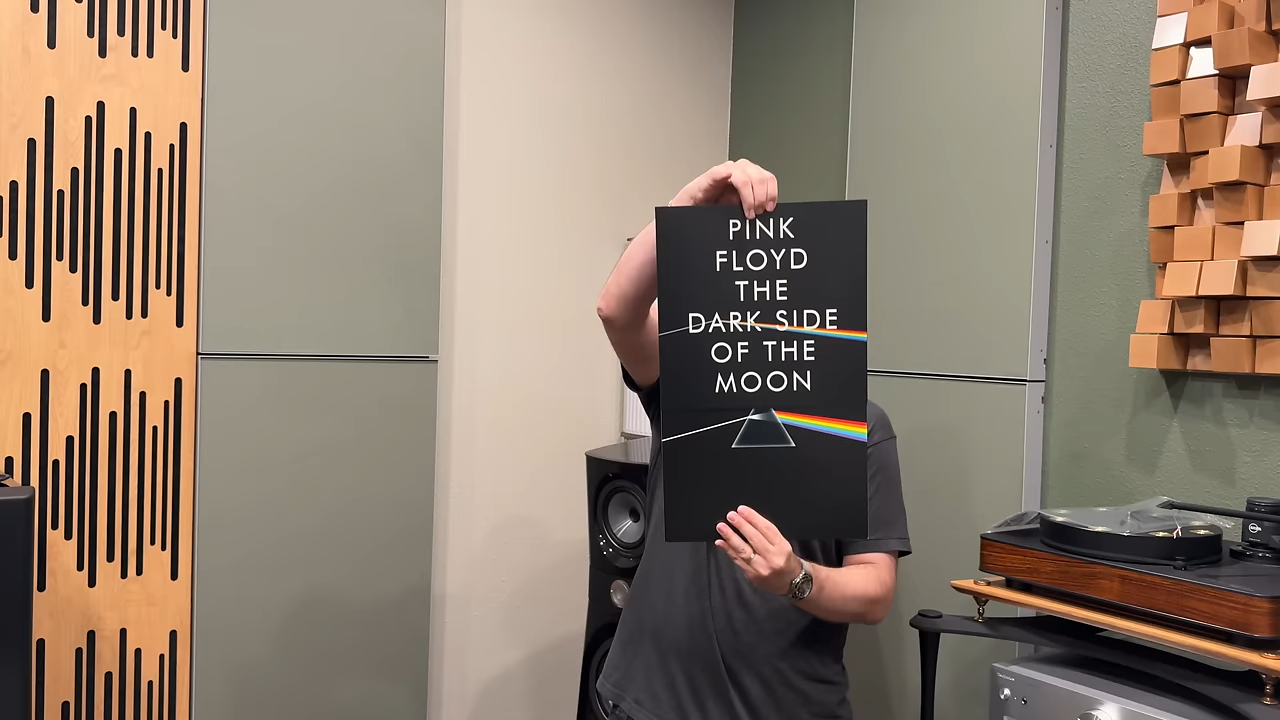 PINK
FLOYD
THE
DARK SIDE
OF THE
MOON